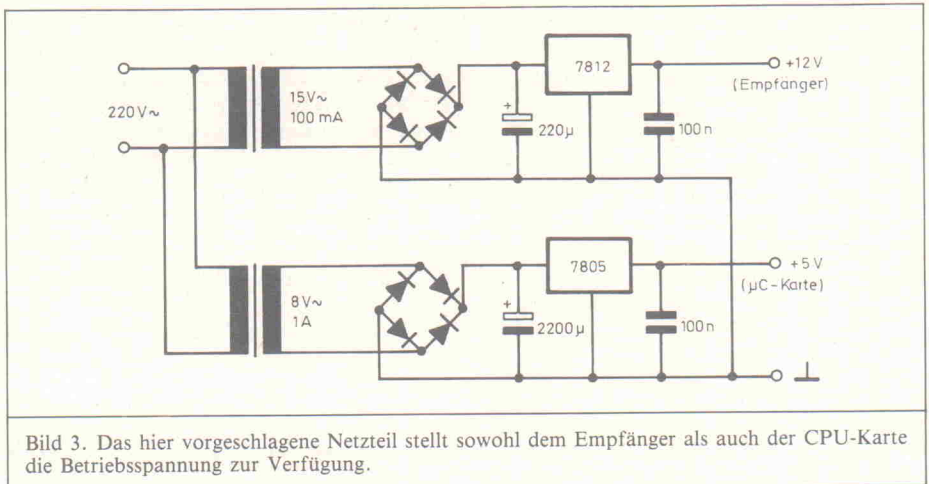 220V~
15V~
100 mA
+
220µ
7812
100n
+12V
(Empfänger)
8V~
1A
+
2200µ
7805
100n
+5V
(µC-Karte)
Bild 3. Das hier vorgeschlagene Netzteil stellt sowohl dem Empfänger als auch der CPU-Karte
die Betriebsspannung zur Verfügung.